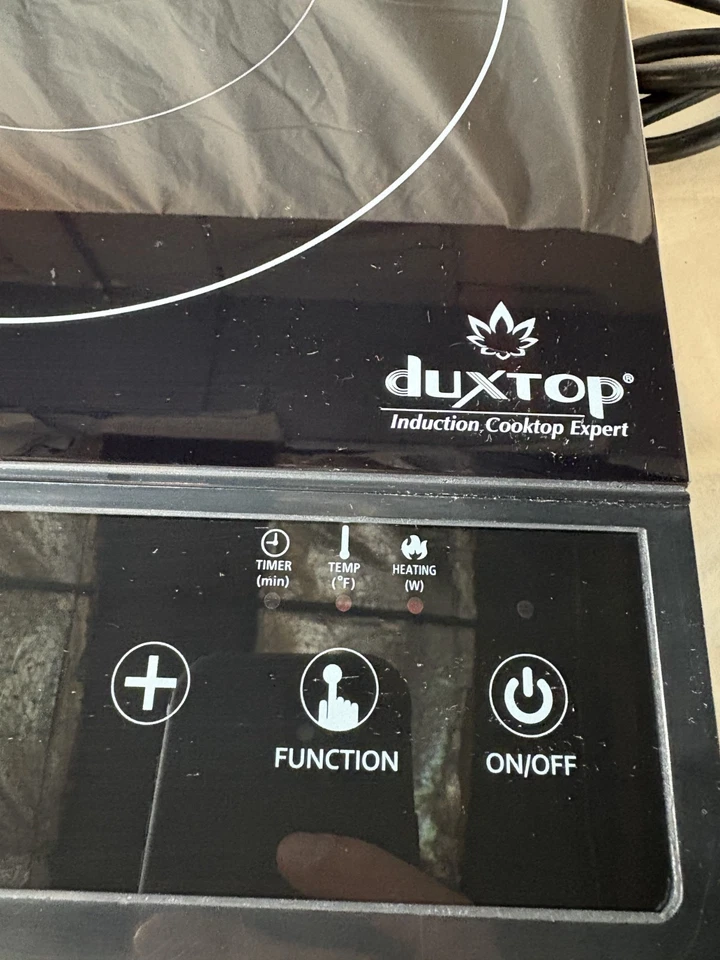 duxtop®
Induction Cooktop Expert
TIMER
(min)
TEMP
(°F)
HEATING
(W)
FUNCTION
ON/OFF